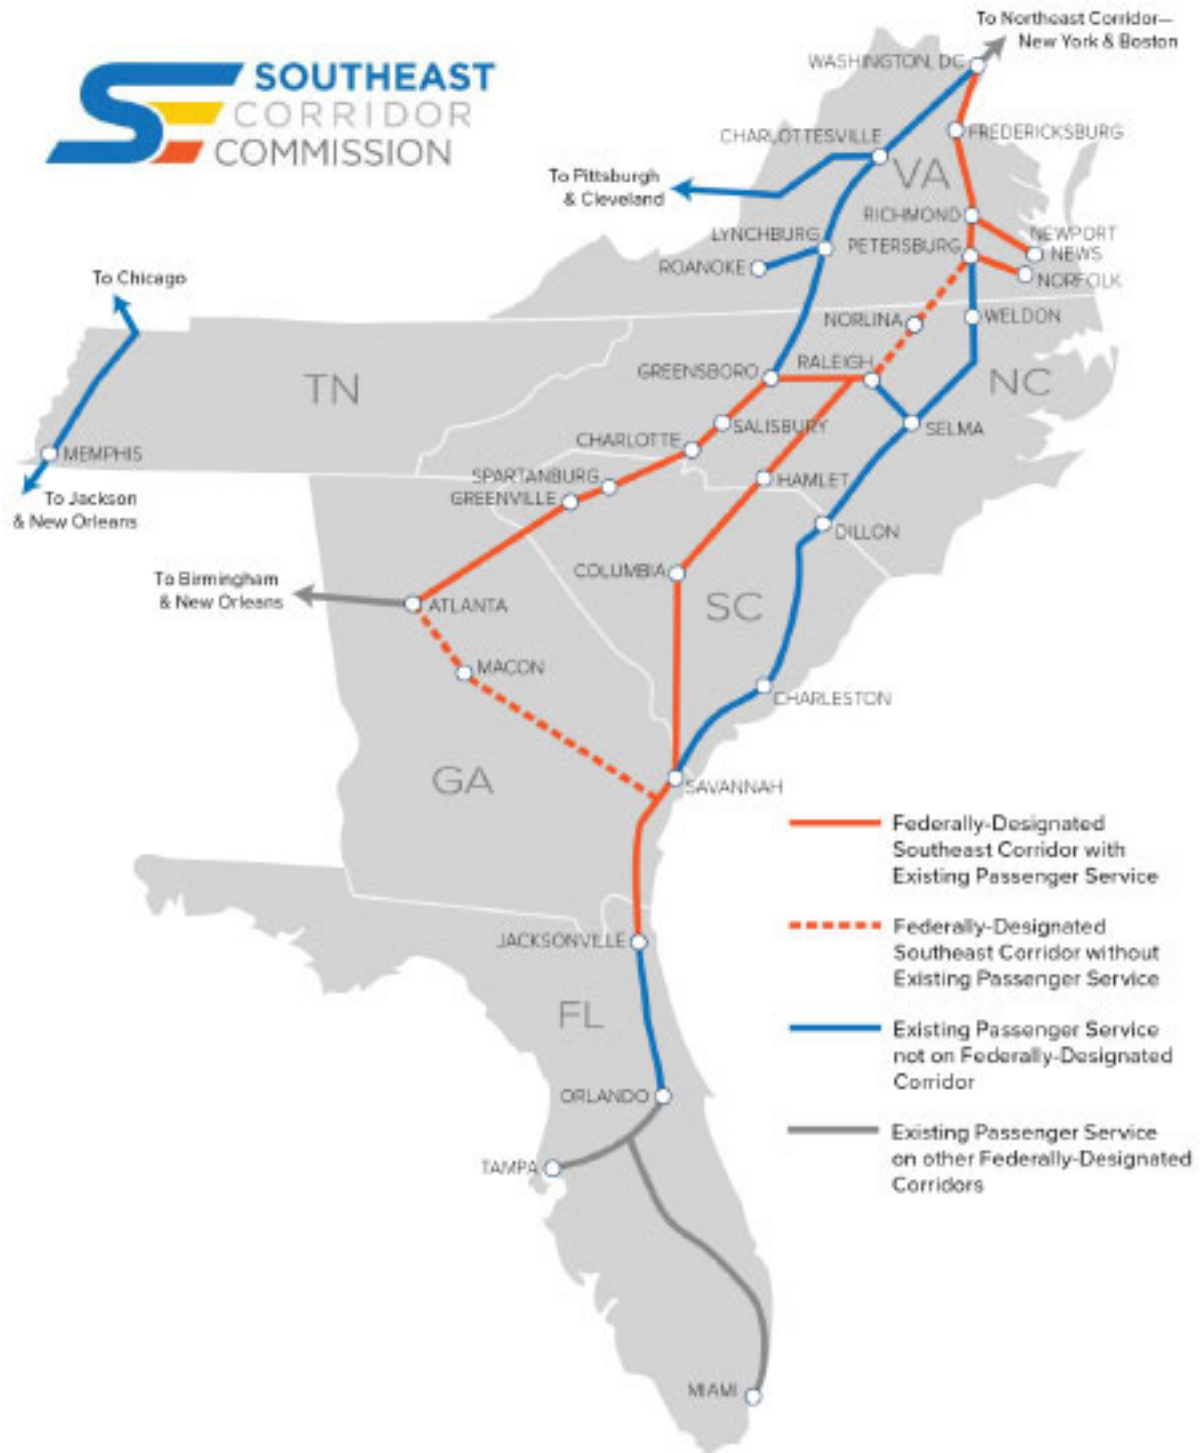 To Northeast Corridor—
New York & Boston
SOUTHEAST
CORRIDOR
COMMISSION
WASHINGTON, DC
FREDERICKSBURG
CHARLOTTESVILLE
VA
To Pittsburgh
& Cleveland
RICHMOND
NEWPORT
NEWS
LYNCHBURG
PETERSBURG
ROANOKE
NORFOLK
To Chicago
NORLINA
WELDON
TN
GREENSBORO
RALEIGH
NC
SALISBURY
SELMA
CHARLOTTE
MEMPHIS
SPARTANBURG
HAMLET
GREENVILLE
To Jackson
& New Orleans
DILLON
To Birmingham
& New Orleans
COLUMBIA
SC
ATLANTA
MACON
CHARLESTON
GA
SAVANNAH
Federally-Designated
Southeast Corridor with
Existing Passenger Service
Federally-Designated
Southeast Corridor without
Existing Passenger Service
JACKSONVILLE
FL
Existing Passenger Service
not on Federally-Designated
Corridor
ORLANDO
Existing Passenger Service
on other Federally-Designated
Corridors
TAMPA
MIAMI